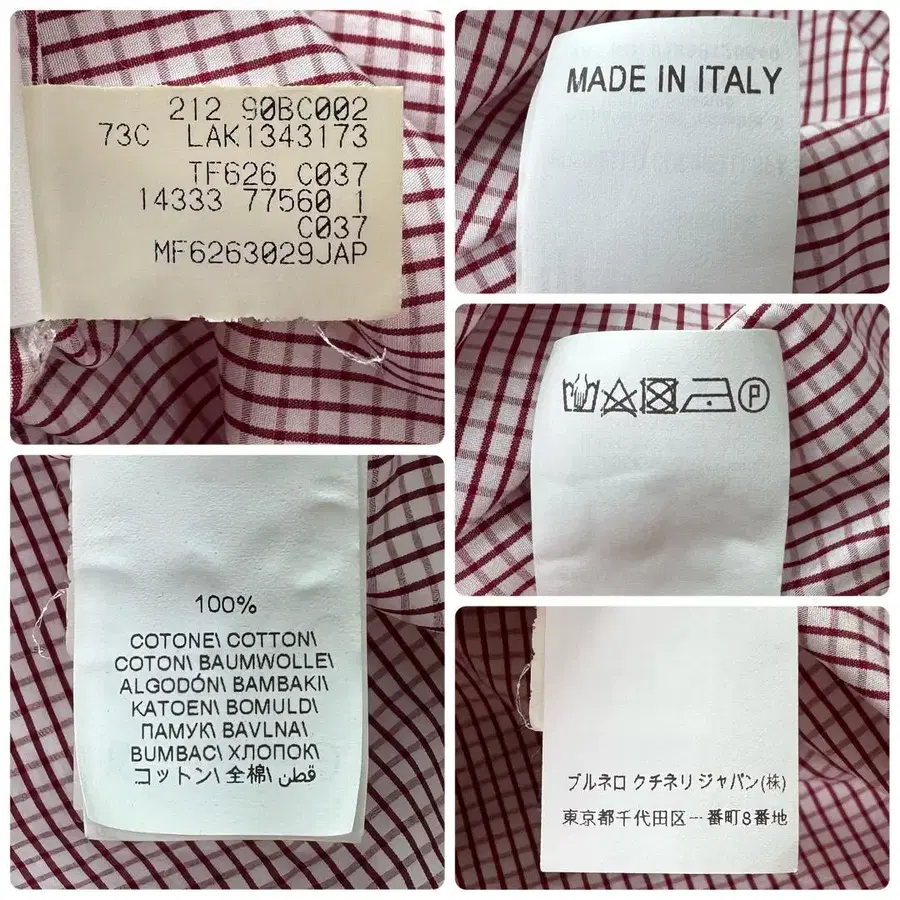 212 90BC002
73C LAK1343173
TF626 C037
14333 77560 1
C037
MF6263029JAP
MADE IN ITALY
P
100%
COTONE\ COTTON\
COTON\ BAUMWOLLE\
ALGODÓN\ BAMBAKI\
KATOEN\ BOMULD\
ПАМУК\ BAVLNA\
BUMBAC\ ХЛОПОК\
コットン\ 全棉\ قطن
ブルネロ クチネリ ジャパン(株)
東京都千代田区一番町8番地